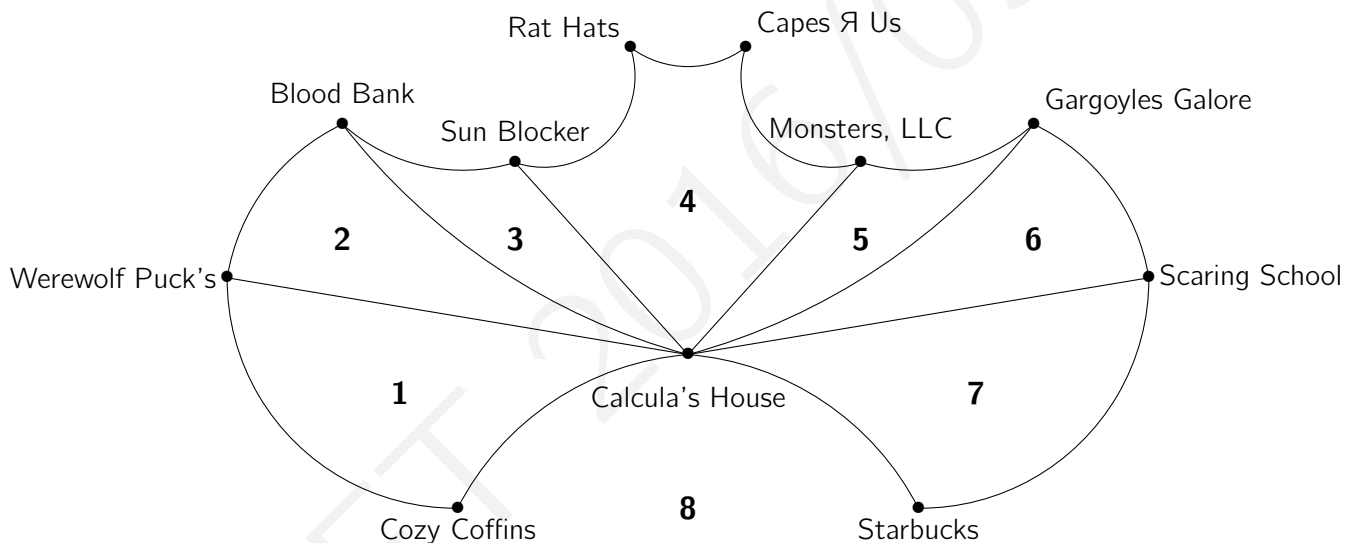 Rat Hats
Capes Я Us
Blood Bank
Gargoyles Galore
Sun Blocker
Monsters, LLC
4
2
3
5
6
Werewolf Puck's
Scaring School
1
Calcula's House
7
8
Cozy Coffins
Starbucks